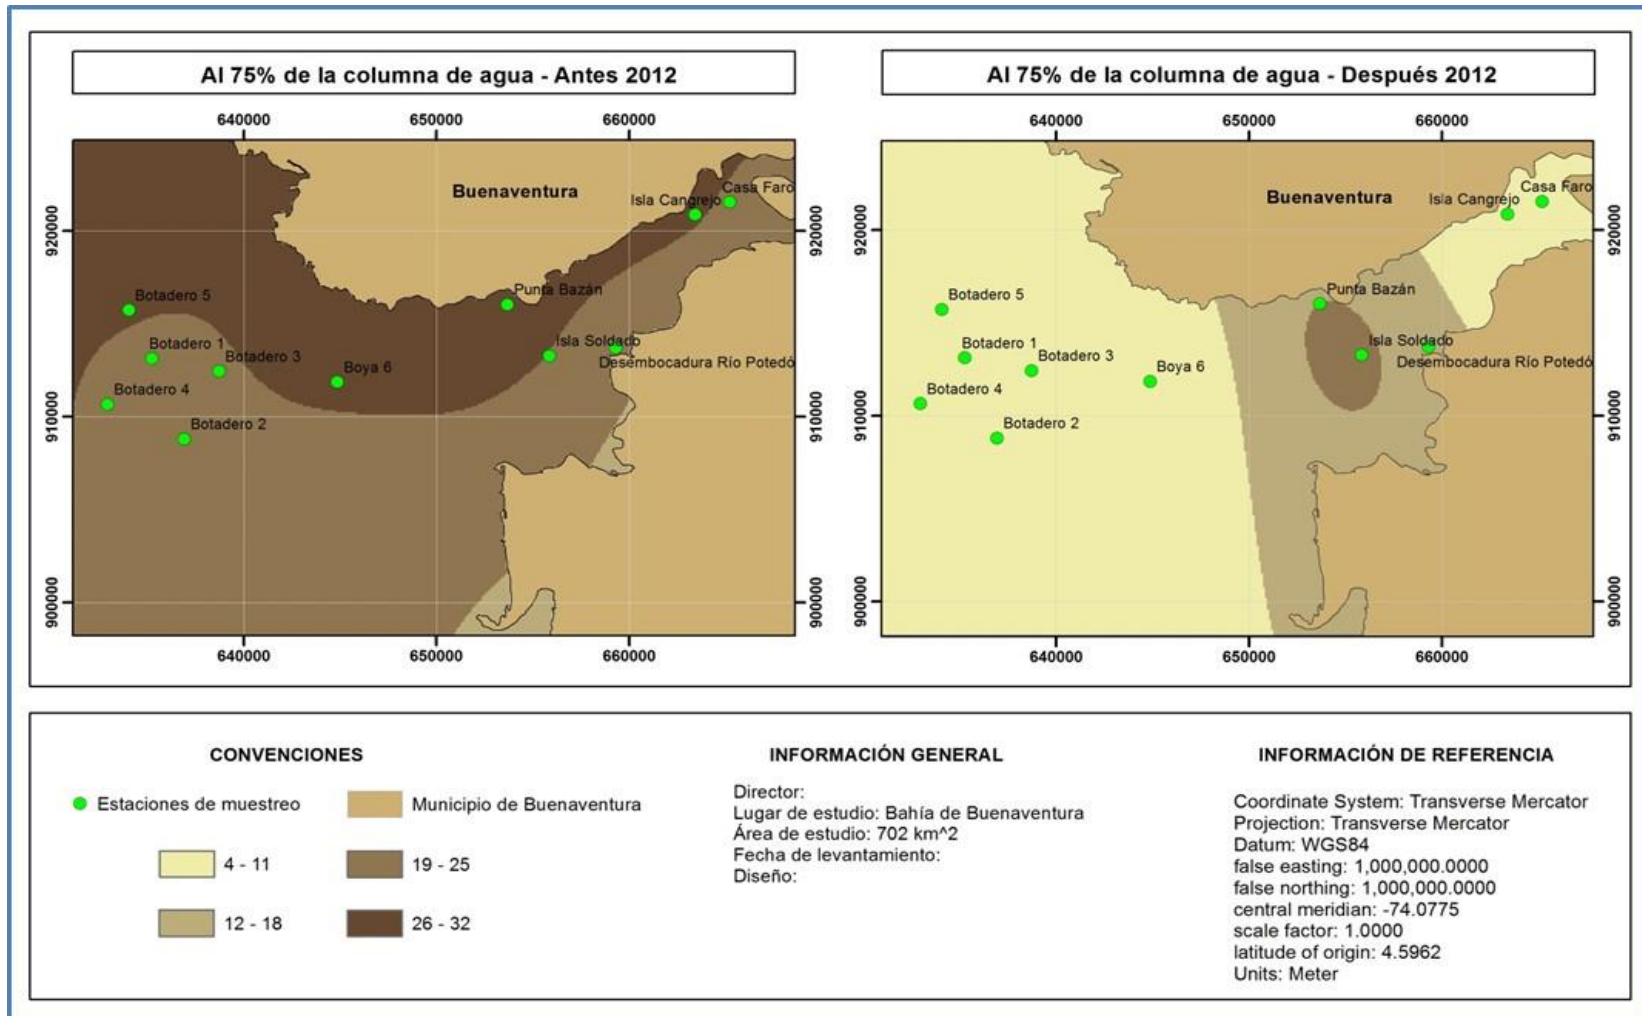 Al 75% de la columna de agua - Antes 2012
640000
650000
660000
920000
910000
900000
Buenaventura
Casa Faro
Isla Cangrejo
Punta Bazán
Botadero 5
Botadero 1
Botadero 3
Isla Soldado
Desembocadura Río Potedó
Boya 6
Botadero 4
Botadero 2
920000
910000
900000
640000
650000
660000
Al 75% de la columna de agua - Después 2012
640000
650000
660000
920000
910000
900000
Buenaventura
Casa Faro
Isla Cangrejo
Punta Bazán
Botadero 5
Botadero 1
Botadero 3
Isla Soldado
Desembocadura Río Potedó
Boya 6
Botadero 4
Botadero 2
920000
910000
900000
640000
650000
660000
CONVENCIONES
Estaciones de muestreo
Municipio de Buenaventura
4 - 11
19 - 25
12 - 18
26 - 32
INFORMACIÓN GENERAL
Director:
Lugar de estudio: Bahía de Buenaventura
Área de estudio: 702 km^2
Fecha de levantamiento:
Diseño:
INFORMACIÓN DE REFERENCIA
Coordinate System: Transverse Mercator
Projection: Transverse Mercator
Datum: WGS84
false easting: 1,000,000.0000
false northing: 1,000,000.0000
central meridian: -74.0775
scale factor: 1.0000
latitude of origin: 4.5962
Units: Meter